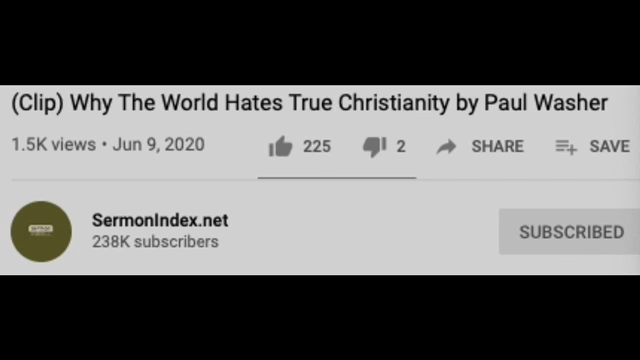 (Clip) Why The World Hates True Christianity by Paul Washer
1.5K views • Jun 9, 2020 225 2 SHARE SAVE
SermonIndex.net
238K subscribers
SUBSCRIBED